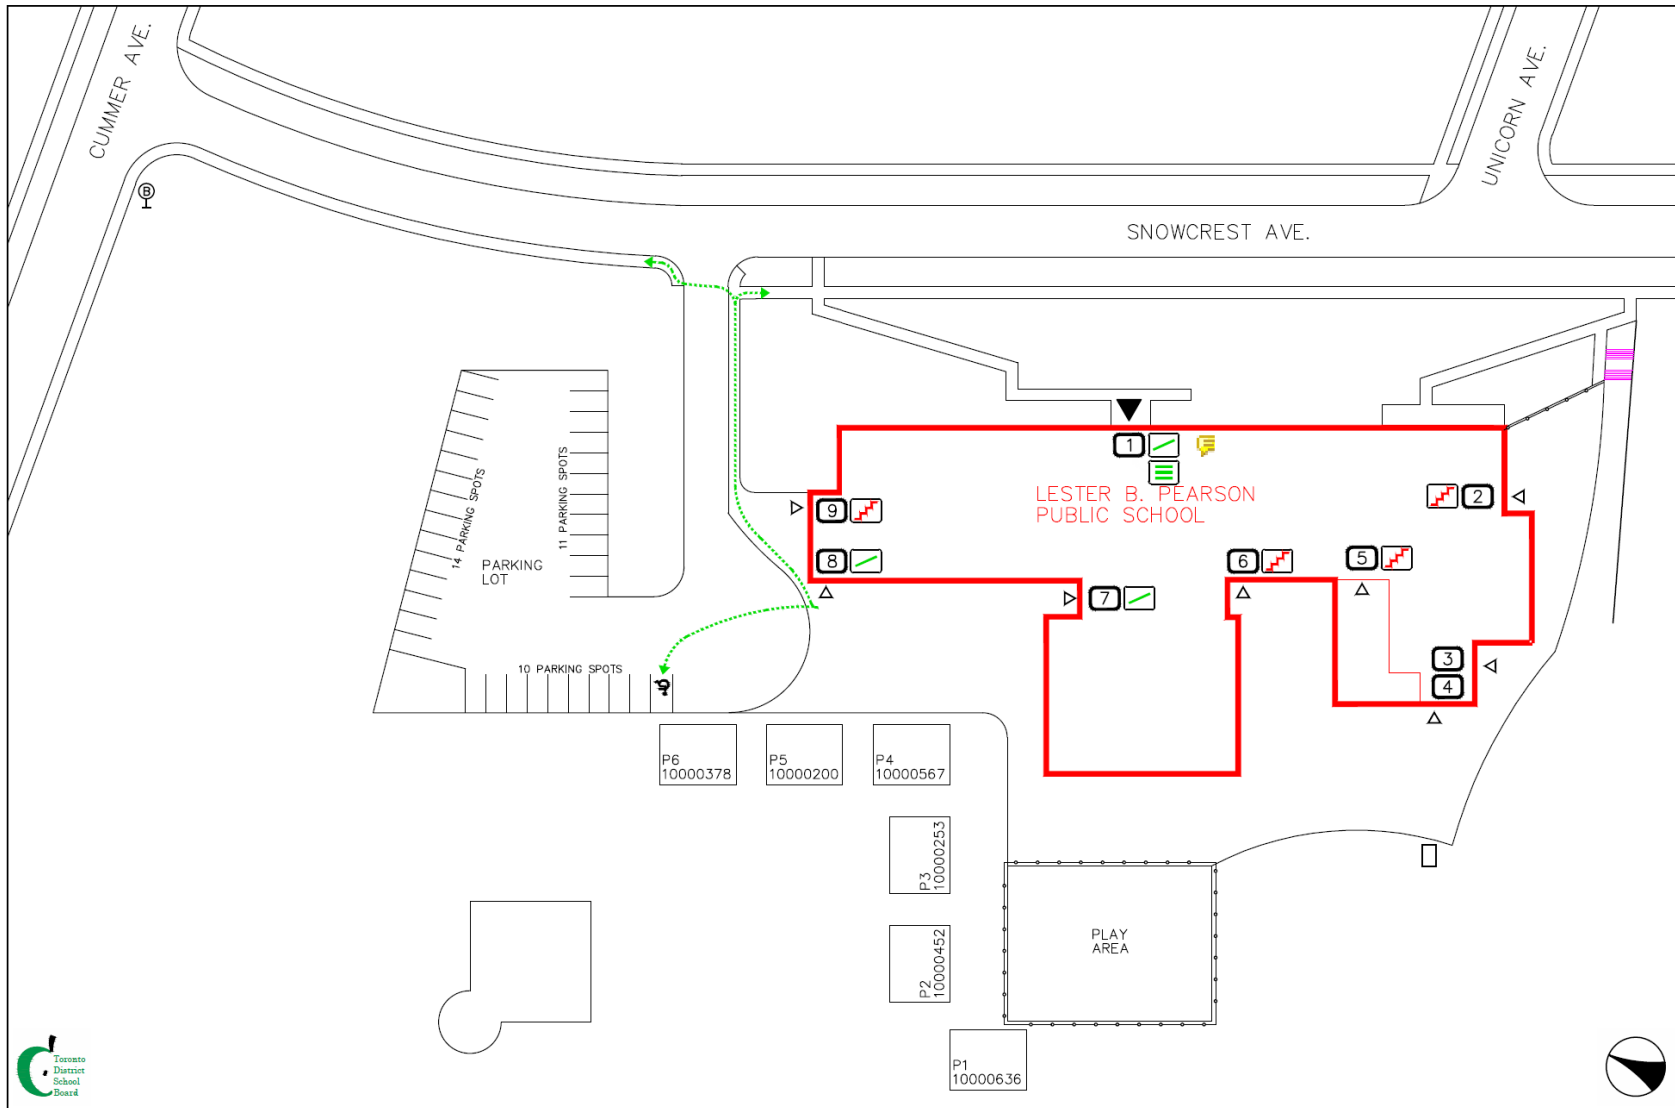 CUMMER AVE.
UNICORN AVE.
B
SNOWCREST AVE.
1
LESTER B. PEARSON
PUBLIC SCHOOL
2
9
8
6
5
7
3
4
14 PARKING SPOTS
11 PARKING SPOTS
PARKING
LOT
10 PARKING SPOTS
P6
10000378
P5
10000200
P4
10000567
P3
10000253
P2
10000452
PLAY
AREA
P1
10000636
Toronto
District
School
Board